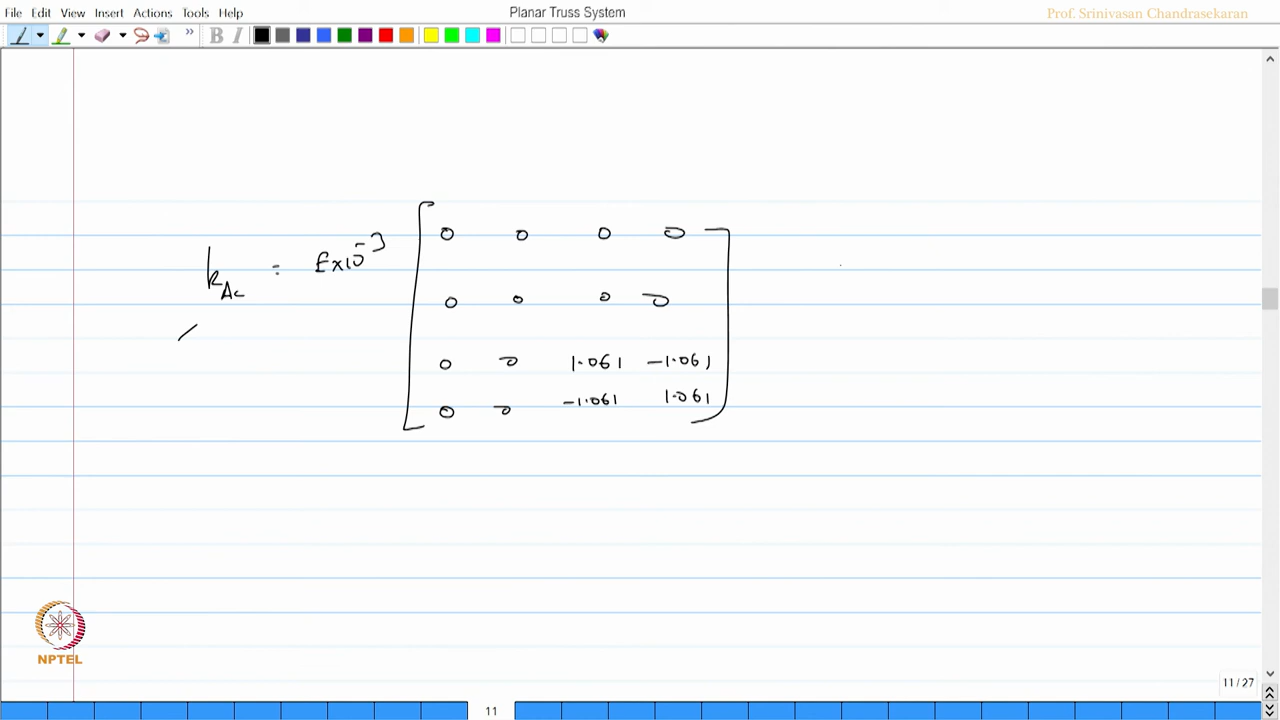 File Edit View Insert Actions Tools Help
Planar Truss System
Prof. Srinivasan Chandrasekaran
B I
k_AC = E×10^-3
0 0 0 0
0 0 0 0
0 0 1.061 -1.061
0 0 -1.061 1.061
NPTEL
11 / 27
11